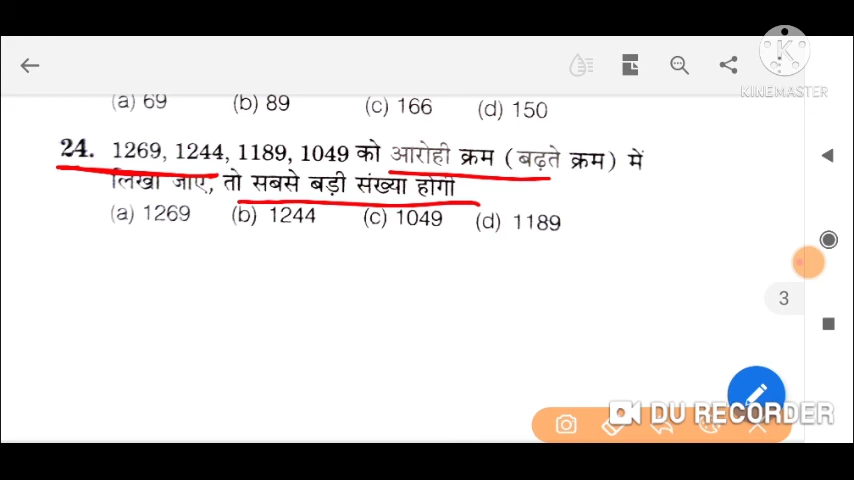 KINEMASTER
(a) 69 (b) 89 (c) 166 (d) 150
24. 1269, 1244, 1189, 1049 को आरोही क्रम (बढ़ते क्रम) में
लिखा जाए, तो सबसे बड़ी संख्या होगी
(a) 1269 (b) 1244 (c) 1049 (d) 1189
3
DU RECORDER